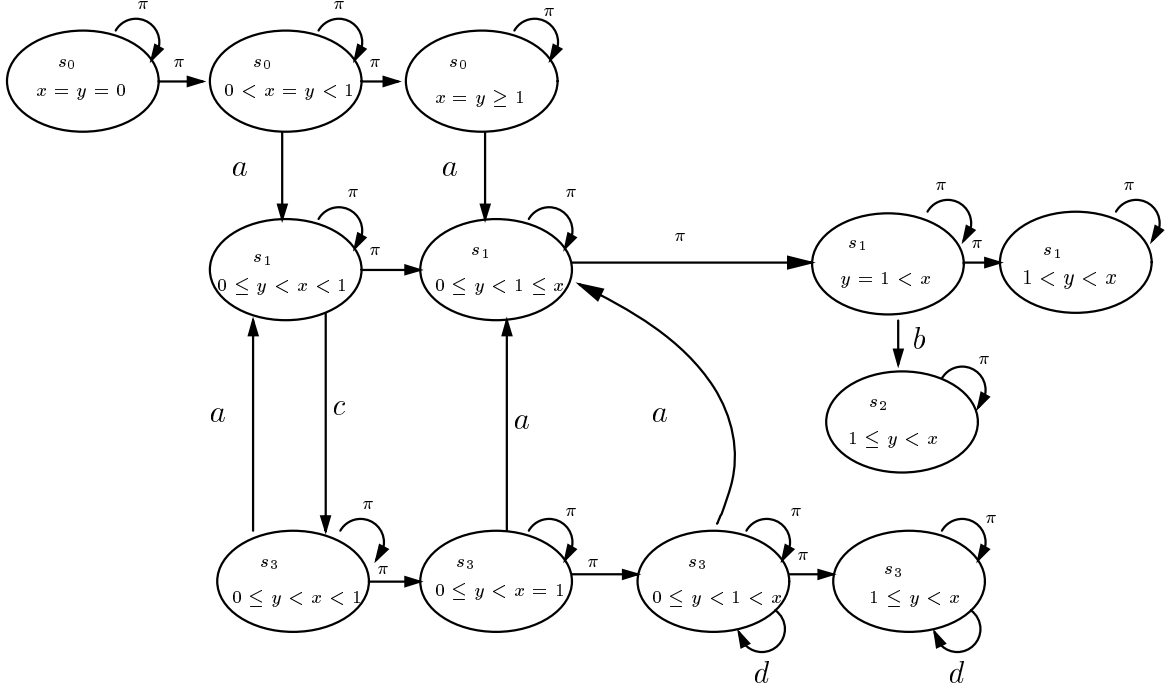 π π π
s₀ s₀ s₀
π π
x = y = 0 0 < x = y < 1 x = y ≥ 1
a a
π π π π
π
s₁ s₁ s₁ s₁
π π
0 ≤ y < x < 1 0 ≤ y < 1 ≤ x y = 1 < x 1 < y < x
b
π
s₂
a c a a
1 ≤ y < x
π π π π
s₃ s₃ s₃ s₃
π π π
0 ≤ y < x < 1 0 ≤ y < x = 1 0 ≤ y < 1 < x 1 ≤ y < x
d d